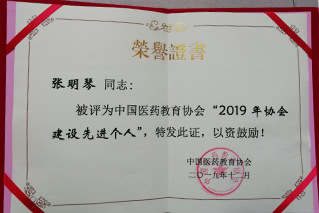 榮譽證書
张明琴 同志：
被评为中国医药教育协会“2019 年协会
建设先进个人”，特发此证，以资鼓励！
中国医药教育协会
二〇一九年十二月